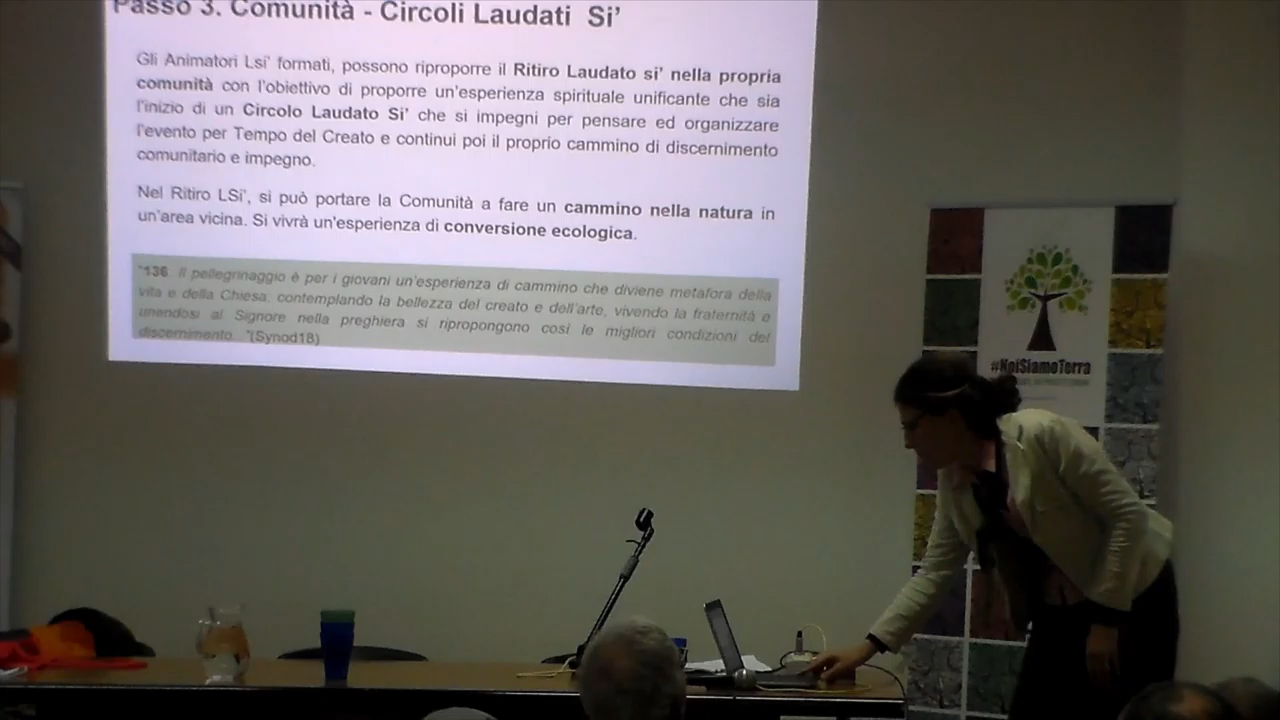 Passo 3. Comunità - Circoli Laudati Si’
Gli Animatori Lsi’ formati, possono riproporre il Ritiro Laudato si’ nella propria
comunità con l’obiettivo di proporre un’esperienza spirituale unificante che sia
l’inizio di un Circolo Laudato Si’ che si impegni per pensare ed organizzare
l’evento per Tempo del Creato e continui poi il proprio cammino di discernimento
comunitario e impegno.
Nel Ritiro LSi’, si può portare la Comunità a fare un cammino nella natura in
un’area vicina. Si vivrà un'esperienza di conversione ecologica.
“136. Il pellegrinaggio è per i giovani un’esperienza di cammino che diviene metafora della
vita e della Chiesa: contemplando la bellezza del creato e dell’arte, vivendo la fraternità e
unendosi al Signore nella preghiera si ripropongono così le migliori condizioni del
discernimento. ”(Synod18)
#NoiSiamoTerra